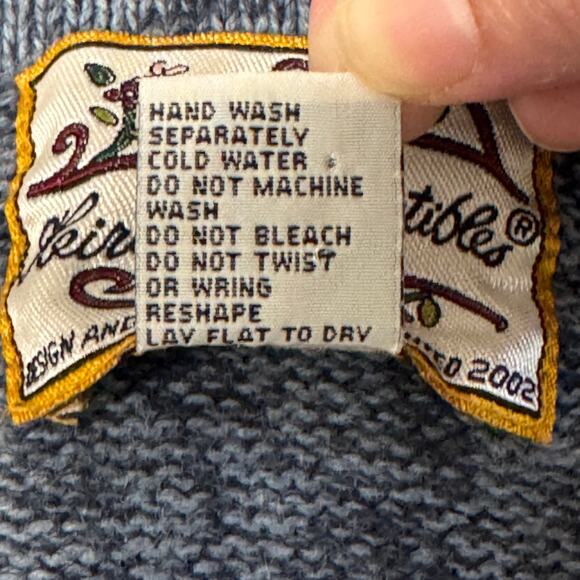 HAND WASH
SEPARATELY
COLD WATER
DO NOT MACHINE
WASH
DO NOT BLEACH
DO NOT TWIST
OR WRING
RESHAPE
LAY FLAT TO DRY
tibles®
DESIGN AND
2002